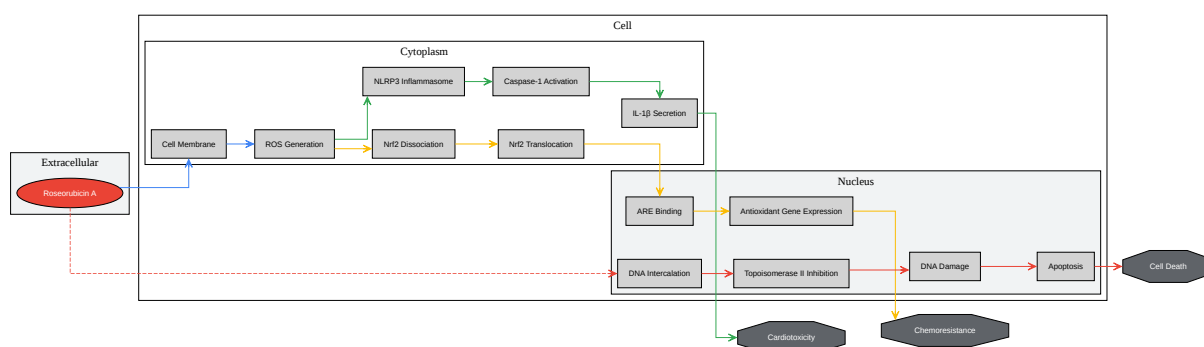 Cell
Cytoplasm
NLRP3 Inflammasome
Caspase-1 Activation
IL-1β Secretion
Cell Membrane
ROS Generation
Nrf2 Dissociation
Nrf2 Translocation
Extracellular
Roseorubicin A
Nucleus
ARE Binding
Antioxidant Gene Expression
DNA Intercalation
Topoisomerase II Inhibition
DNA Damage
Apoptosis
Cell Death
Chemoresistance
Cardiotoxicity